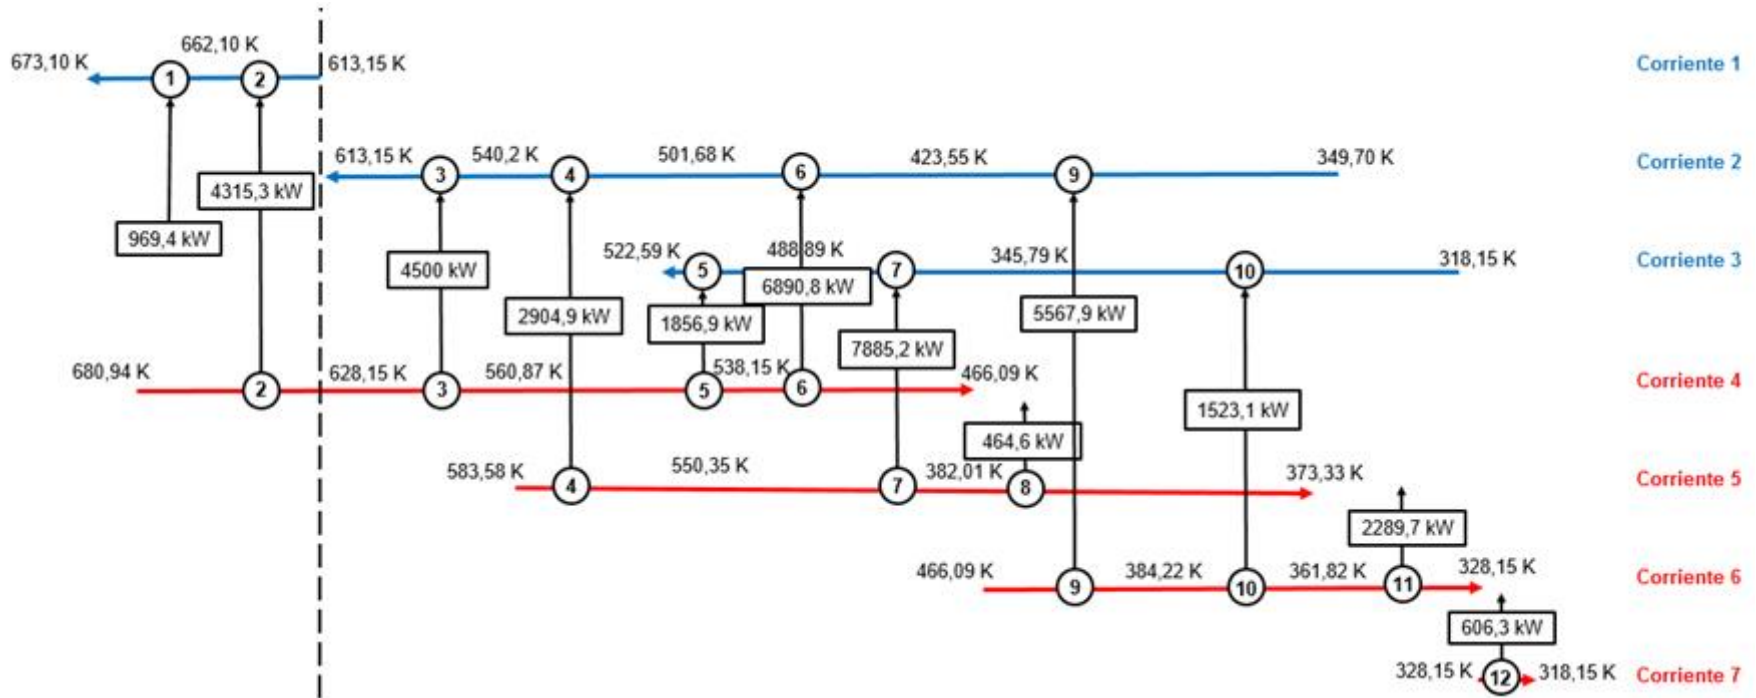 662,10 K
673,10 K
1
2
613,15 K
Corriente 1
613,15 K
3
540,2 K
4
501,68 K
6
423,55 K
9
349,70 K
Corriente 2
4315,3 kW
969,4 kW
522,59 K
5
488,89 K
7
345,79 K
10
318,15 K
Corriente 3
4500 kW
6890,8 kW
2904,9 kW
1856,9 kW
5567,9 kW
7885,2 kW
680,94 K
2
628,15 K
3
560,87 K
5
538,15 K
6
466,09 K
Corriente 4
1523,1 kW
464,6 kW
583,58 K
4
550,35 K
7
382,01 K
8
373,33 K
Corriente 5
2289,7 kW
466,09 K
9
384,22 K
10
361,82 K
11
328,15 K
Corriente 6
606,3 kW
328,15 K
12
318,15 K
Corriente 7